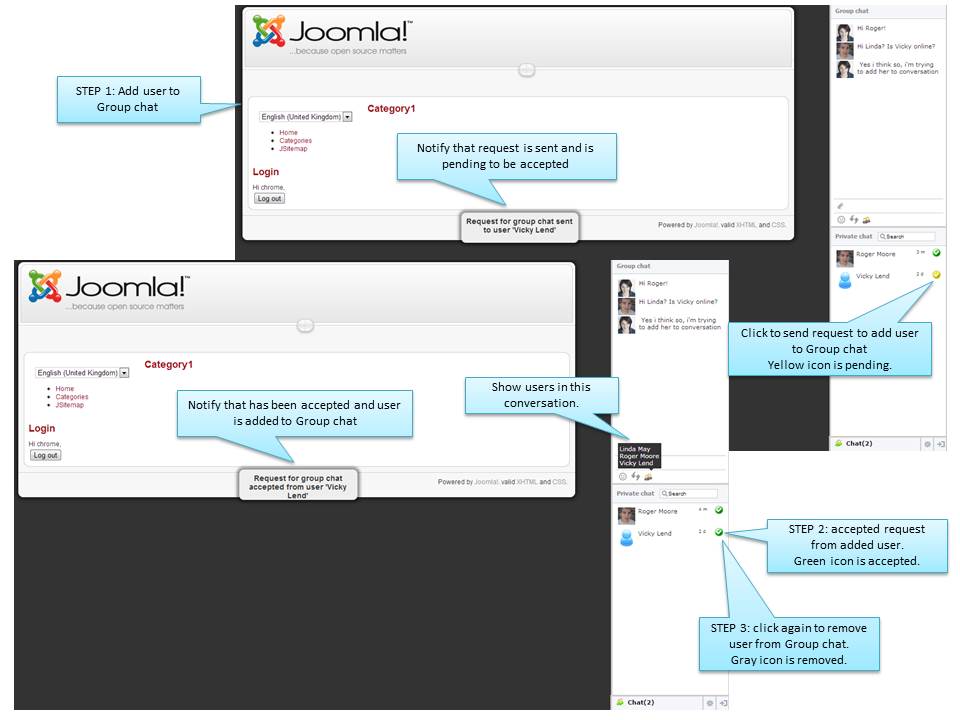 Joomla!™
...because open source matters
STEP 1: Add user to
Group chat
English (United Kingdom)
Category1
Home
Categories
JSitemap
Login
Hi chrome,
Log out
Notify that request is sent and is
pending to be accepted
Request for group chat sent
to user 'Vicky Lend'
Powered by Joomla!. valid XHTML and CSS.
Group chat
Hi Roger!
Hi Linda? Is Vicky online?
Yes i think so, i'm trying
to add her to conversation
Private chat
Search
Roger Moore
3 m
Vicky Lend
2 s
Click to send request to add user
to Group chat
Yellow icon is pending.
Chat(2)
Joomla!™
...because open source matters
English (United Kingdom)
Category1
Home
Categories
JSitemap
Login
Hi chrome,
Log out
Notify that has been accepted and user
is added to Group chat
Request for group chat
accepted from user 'Vicky
Lend'
Powered by Joomla!. valid XHTML and CSS.
Group chat
Hi Roger!
Hi Linda? Is Vicky online?
Yes i think so, i'm trying
to add her to conversation
Show users in this
conversation.
Linda May
Roger Moore
Vicky Lend
Private chat
Search
Roger Moore
Vicky Lend
STEP 2: accepted request
from added user.
Green icon is accepted.
STEP 3: click again to remove
user from Group chat.
Gray icon is removed.
Chat(2)